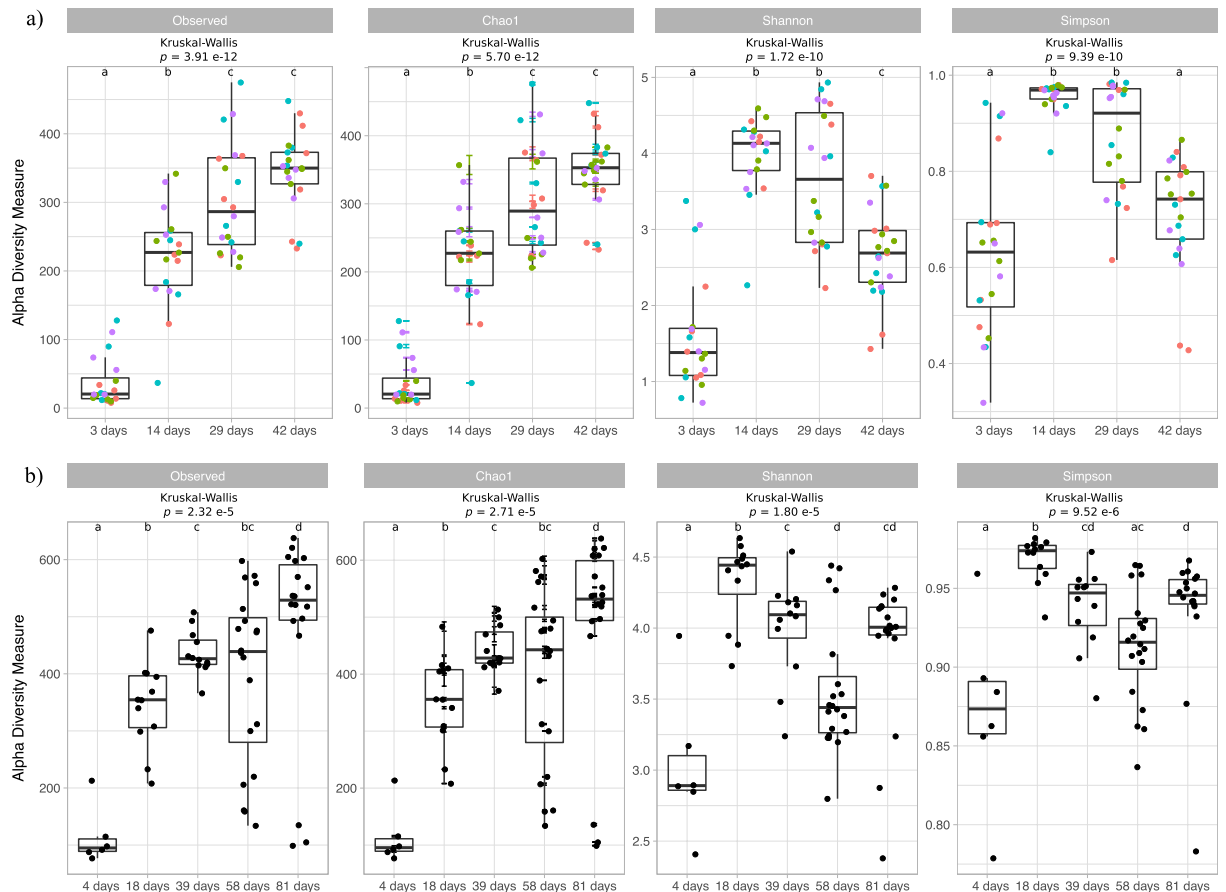 a)
Observed Chao1 Shannon Simpson
Kruskal-Wallis Kruskal-Wallis Kruskal-Wallis Kruskal-Wallis
p = 3.91 e-12 p = 5.70 e-12 p = 1.72 e-10 p = 9.39 e-10
a b c c a b c c a b b c a b b a
Alpha Diversity Measure
400
300
200
100
0
400
300
200
100
0
5
4
3
2
1
1.0
0.8
0.6
0.4
3 days 14 days 29 days 42 days 3 days 14 days 29 days 42 days 3 days 14 days 29 days 42 days 3 days 14 days 29 days 42 days
b)
Observed Chao1 Shannon Simpson
Kruskal-Wallis Kruskal-Wallis Kruskal-Wallis Kruskal-Wallis
p = 2.32 e-5 p = 2.71 e-5 p = 1.80 e-5 p = 9.52 e-6
a b c bc d a b c bc d a b c d cd a b cd ac d
Alpha Diversity Measure
600
400
200
600
400
200
4.5
4.0
3.5
3.0
2.5
0.95
0.90
0.85
0.80
4 days 18 days 39 days 58 days 81 days 4 days 18 days 39 days 58 days 81 days 4 days 18 days 39 days 58 days 81 days 4 days 18 days 39 days 58 days 81 days